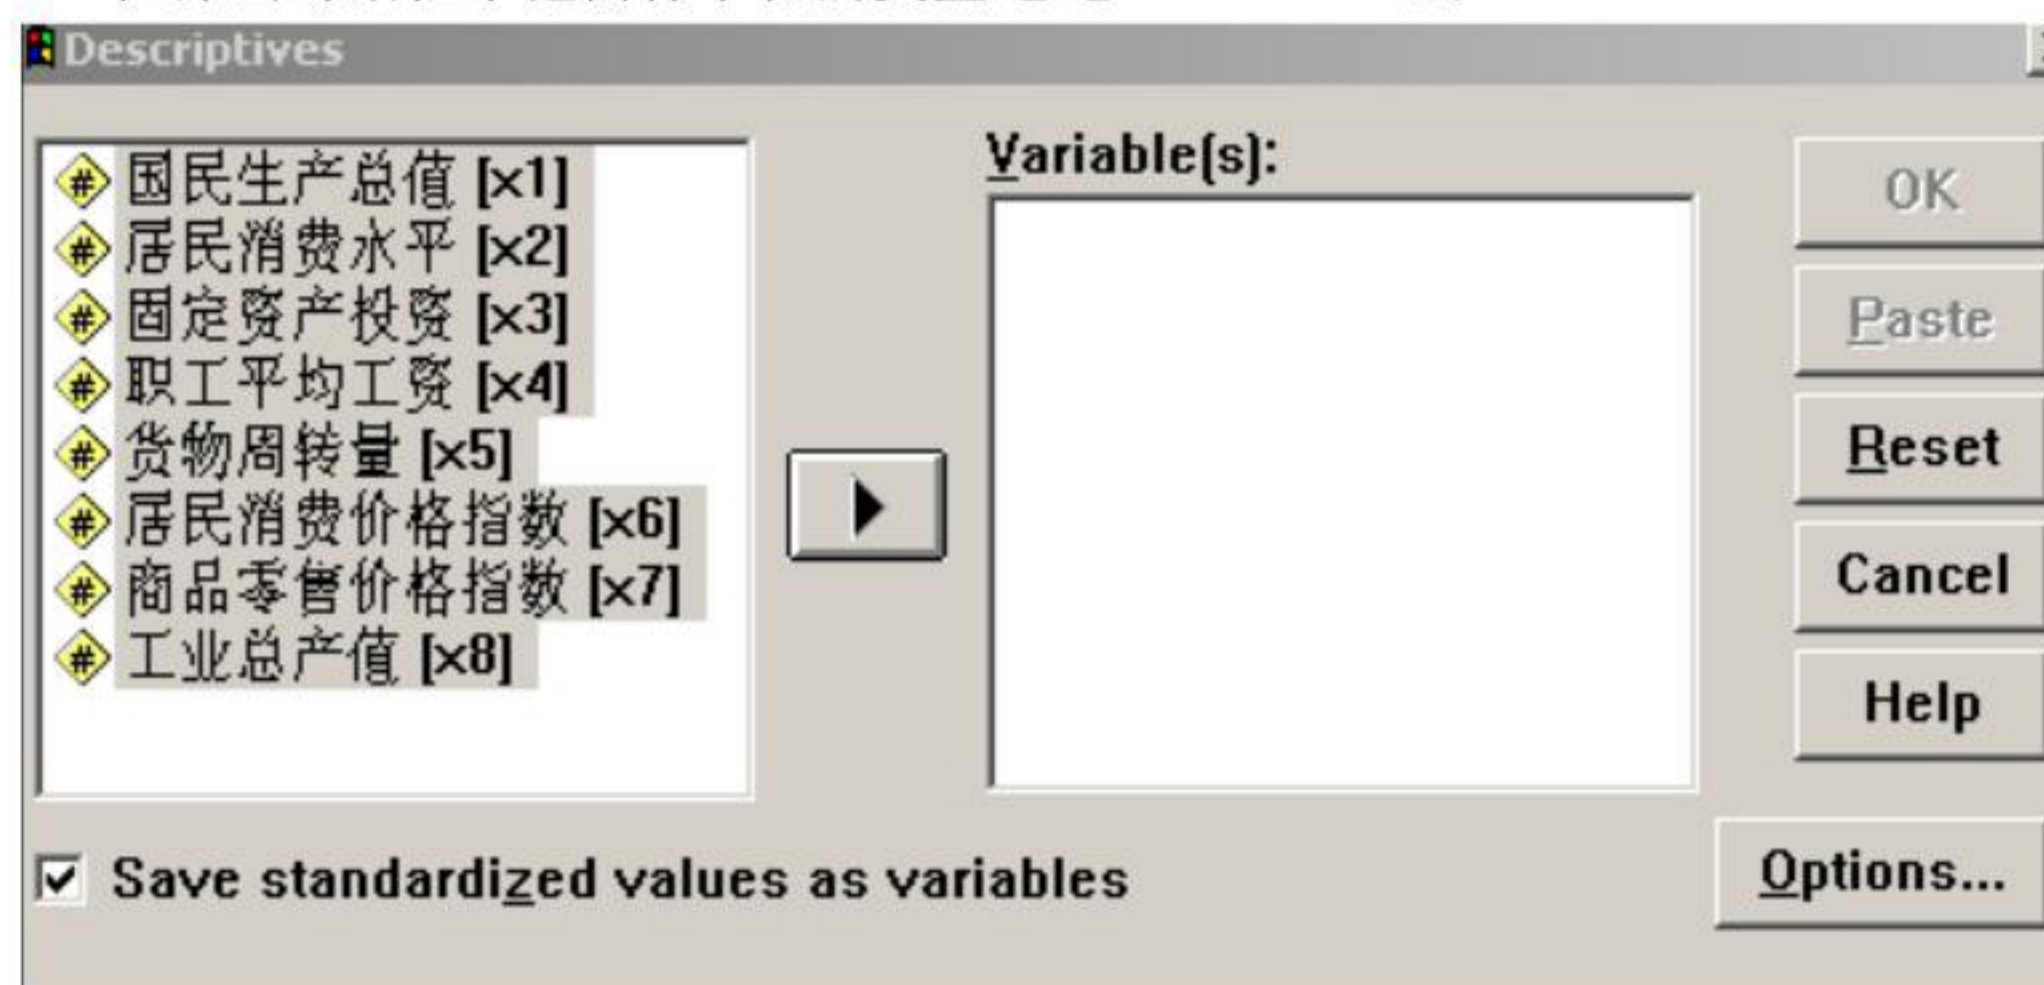 Descriptives
国民生产总值 [x1]
居民消费水平 [x2]
固定资产投资 [x3]
职工平均工资 [x4]
货物周转量 [x5]
居民消费价格指数 [x6]
商品零售价格指数 [x7]
工业总产值 [x8]
Variable(s):
OK
Paste
Reset
Cancel
Help
Save standardized values as variables
Options...